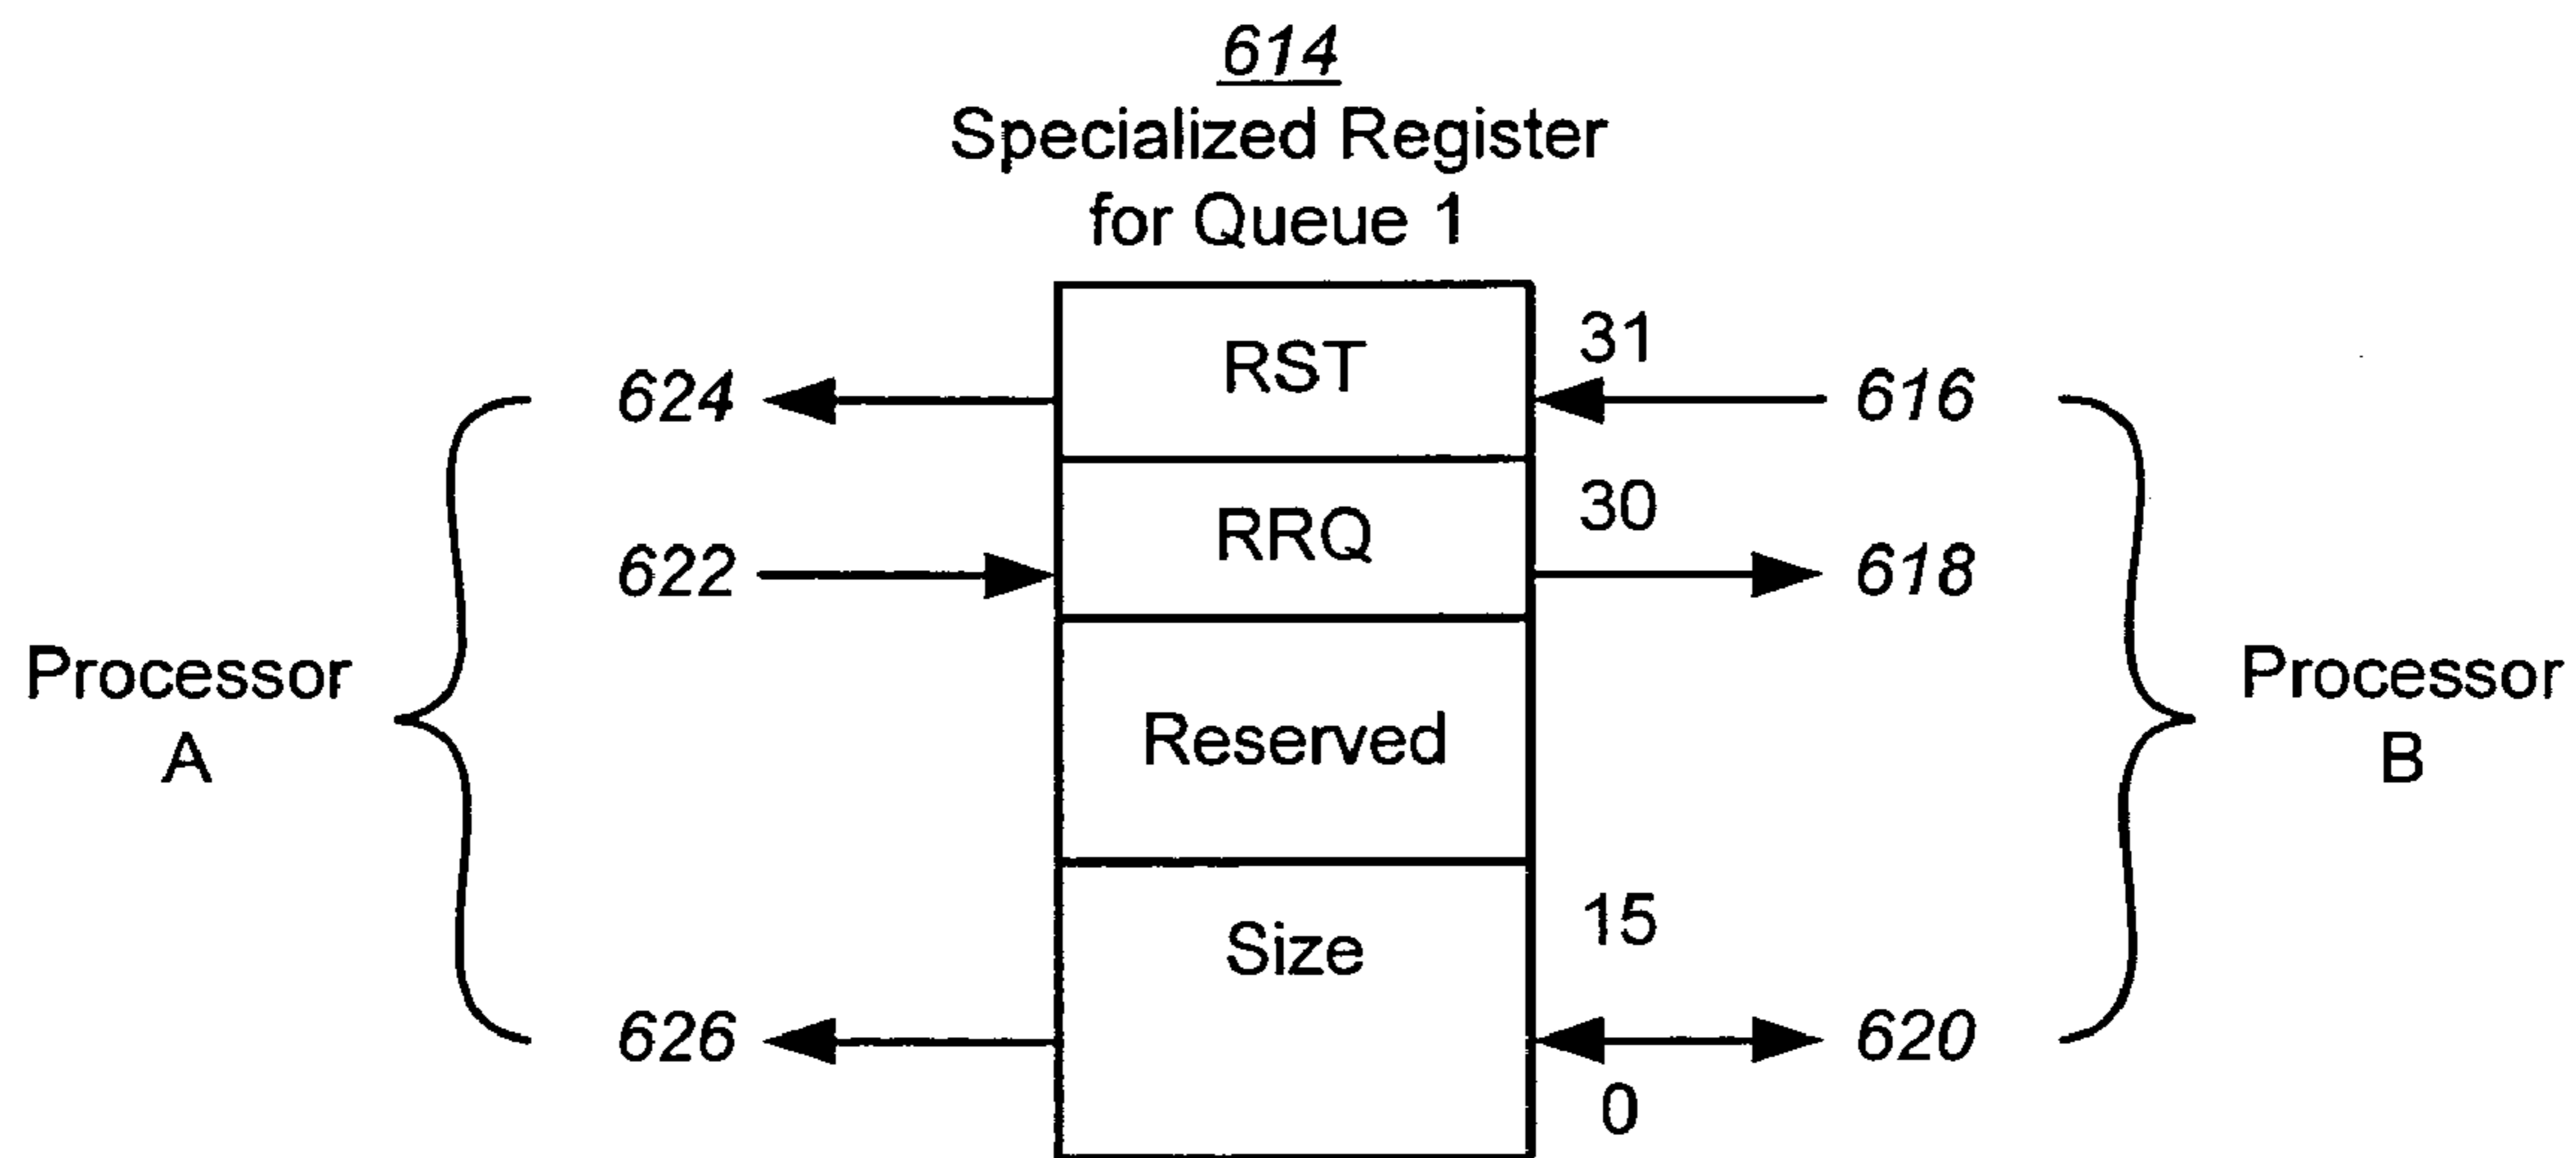 614
Specialized Register
for Queue 1
RST
31
624
616
RRQ
30
622
618
Processor
A
Reserved
Processor
B
Size
15
626
620
0